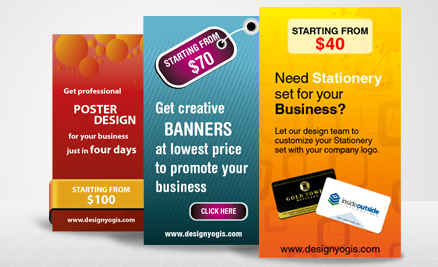 Get professional
POSTER
DESIGN
for your business
just in four days
STARTING FROM
$100
www.designyogis.com
STARTING FROM
$70
Get creative
BANNERS
at lowest price
to promote your
business
CLICK HERE
www.designyogis.com
STARTING FROM
$40
Need Stationery
set for your
Business?
Let our design team to
customize your Stationery
set with your company logo.
GOLD TOWN
insideoutside
www.designyogis.com